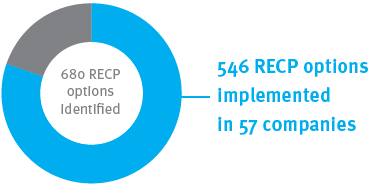 680 RECP
options
identified
546 RECP options
implemented
in 57 companies